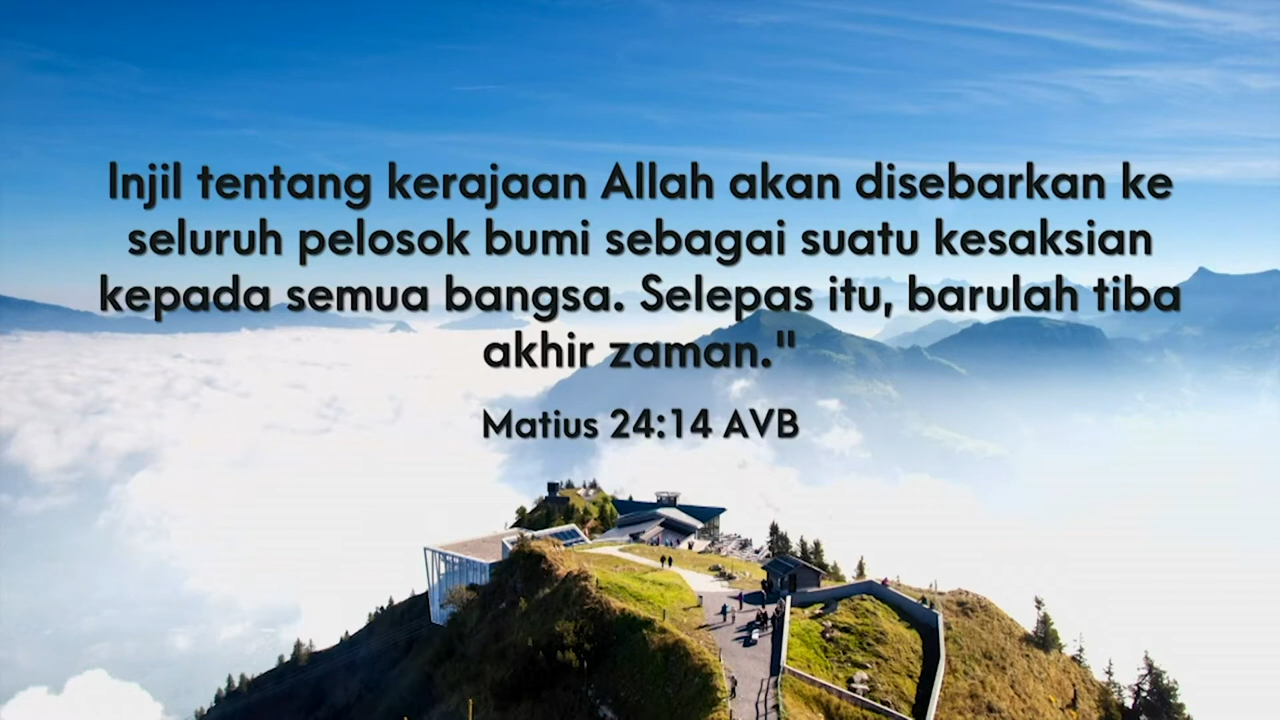 Injil tentang kerajaan Allah akan disebarkan ke
seluruh pelosok bumi sebagai suatu kesaksian
kepada semua bangsa. Selepas itu, barulah tiba
akhir zaman."
Matius 24:14 AVB